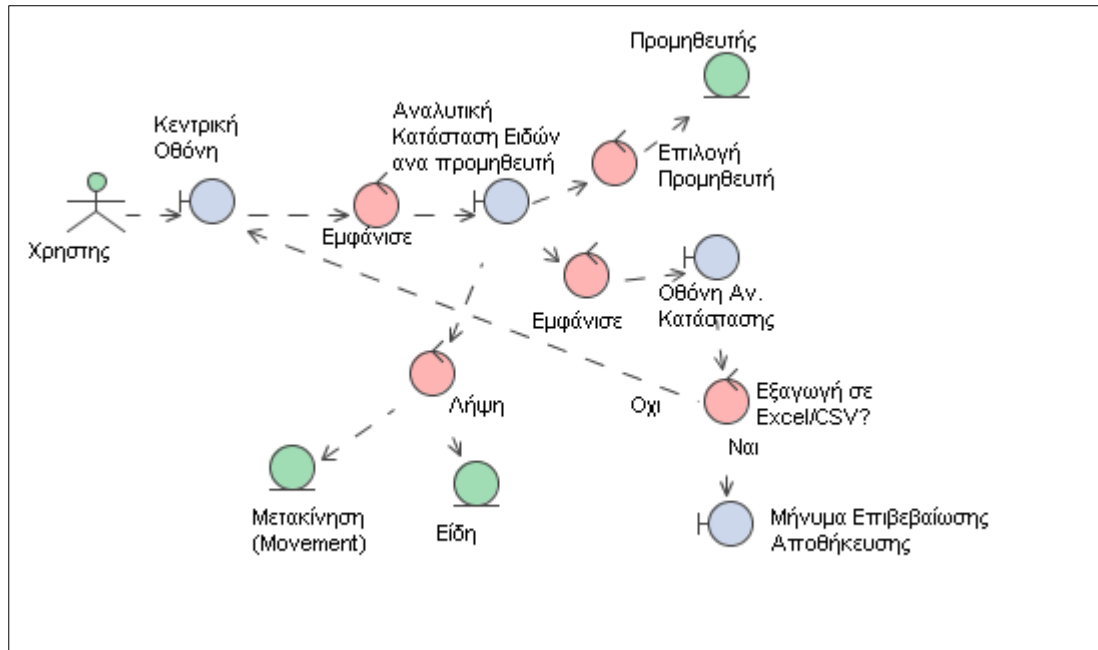 Προμηθευτής
Αναλυτική
Κατάσταση Ειδών
ανα προμηθευτή
Κεντρική
Οθόνη
Επιλογή
Προμηθευτή
Χρηστης
Εμφάνισε
Εμφάνισε
Οθόνη Αν.
Κατάστασης
Λήψη
Οχι
Εξαγωγή σε
Excel/CSV?
Ναι
Μετακίνηση
(Movement)
Είδη
Μήνυμα Επιβεβαίωσης
Αποθήκευσης